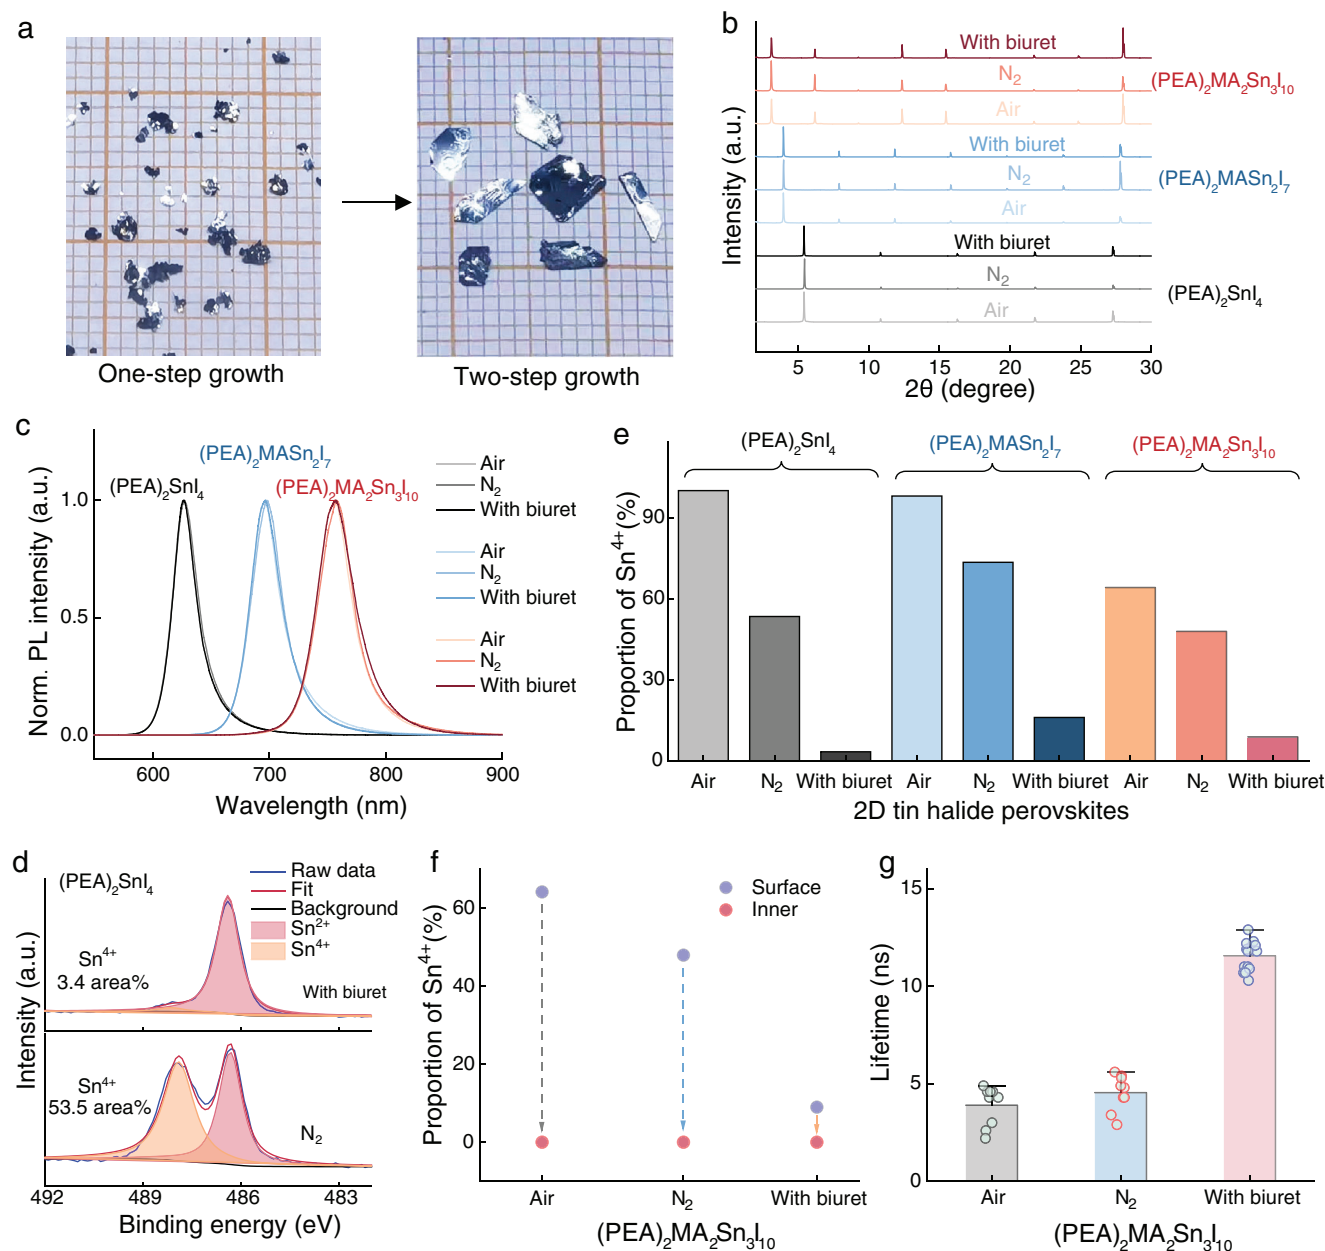 a
One-step growth
Two-step growth
b
Intensity (a.u.)
With biuret
N₂
Air
(PEA)₂MA₂Sn₃I₁₀
With biuret
N₂
Air
(PEA)₂MASn₂I₇
With biuret
N₂
Air
(PEA)₂SnI₄
5 10 15 20 25 30
2θ (degree)
c
Norm. PL intensity (a.u.)
1.0
0.5
0.0
(PEA)₂SnI₄
(PEA)₂MASn₂I₇
(PEA)₂MA₂Sn₃I₁₀
Air
N₂
With biuret
Air
N₂
With biuret
Air
N₂
With biuret
600 700 800 900
Wavelength (nm)
e
Proportion of Sn⁴⁺(%)
90
60
30
0
(PEA)₂SnI₄ (PEA)₂MASn₂I₇ (PEA)₂MA₂Sn₃I₁₀
Air N₂ With biuret Air N₂ With biuret Air N₂ With biuret
2D tin halide perovskites
d
Intensity (a.u.)
(PEA)₂SnI₄
Raw data
Fit
Background
Sn²⁺
Sn⁴⁺
Sn⁴⁺
3.4 area%
With biuret
Sn⁴⁺
53.5 area%
N₂
492 489 486 483
Binding energy (eV)
f
Proportion of Sn⁴⁺(%)
60
40
20
0
Surface
Inner
Air N₂ With biuret
(PEA)₂MA₂Sn₃I₁₀
g
Lifetime (ns)
15
10
5
0
Air N₂ With biuret
(PEA)₂MA₂Sn₃I₁₀